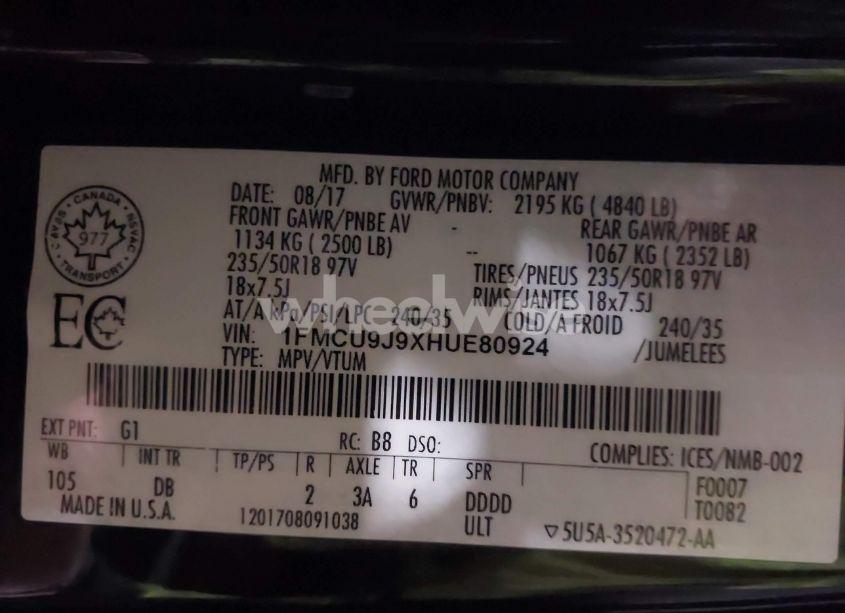 MFD. BY FORD MOTOR COMPANY
DATE: 08/17 GVWR/PNBV: 2195 KG ( 4840 LB)
FRONT GAWR/PNBE AV - REAR GAWR/PNBE AR
1134 KG ( 2500 LB) -- 1067 KG ( 2352 LB)
235/50R18 97V TIRES/PNEUS 235/50R18 97V
18x7.5J RIMS/JANTES 18x7.5J
AT/A kPa/PSI/LPC 240/35 COLD/A FROID 240/35
VIN: 1FMCU9J9XHUE80924 /JUMELEES
TYPE: MPV/VTUM
CANADA
977
TRANSPORT
NSVAC
EC
wheelwise
EXT PNT: G1 RC: B8 DSO: COMPLIES: ICES/NMB-002
WB INT TR TP/PS R AXLE TR SPR F0007
105 DB 2 3A 6 DDDD T0082
MADE IN U.S.A. 1201708091038 ULT ▽5U5A-3520472-AA